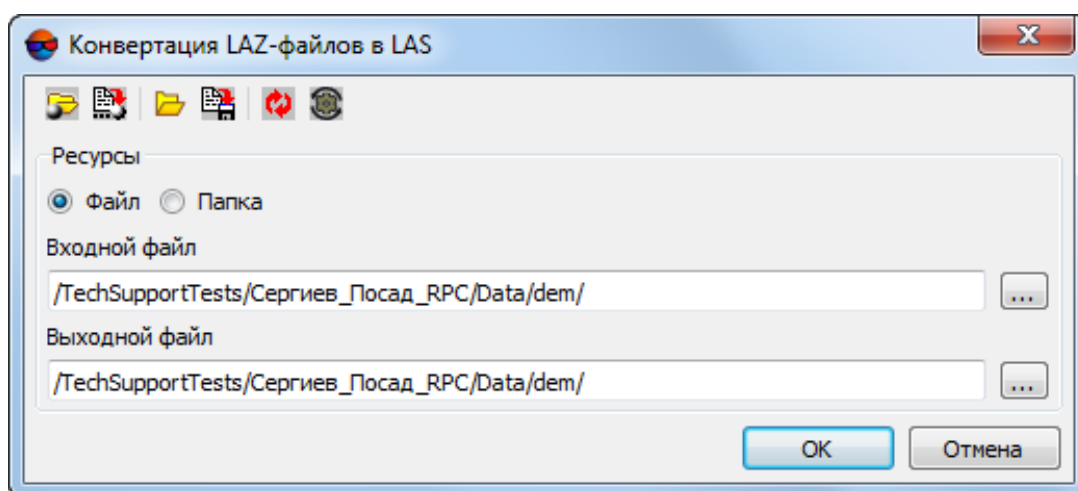 Конвертация LAZ-файлов в LAS
Ресурсы
Файл Папка
Входной файл
/TechSupportTests/Сергиев_Посад_RPC/Data/dem/
...
Выходной файл
/TechSupportTests/Сергиев_Посад_RPC/Data/dem/
...
OK Отмена